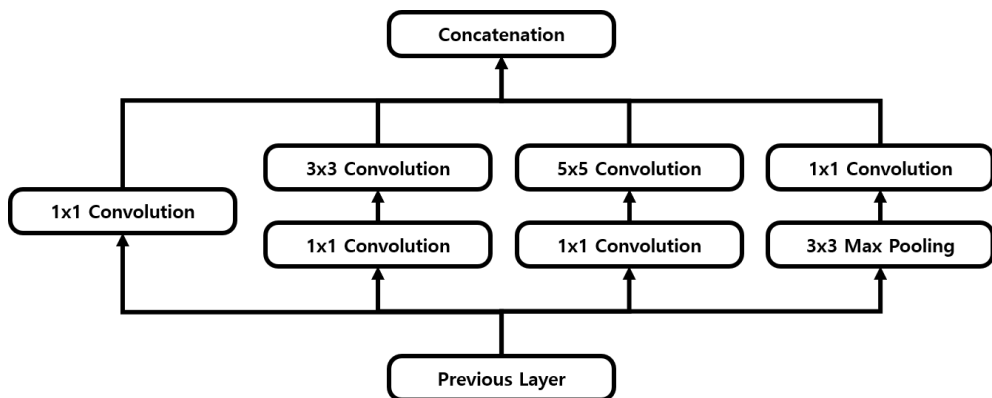 Concatenation
3x3 Convolution
5x5 Convolution
1x1 Convolution
1x1 Convolution
1x1 Convolution
1x1 Convolution
3x3 Max Pooling
Previous Layer